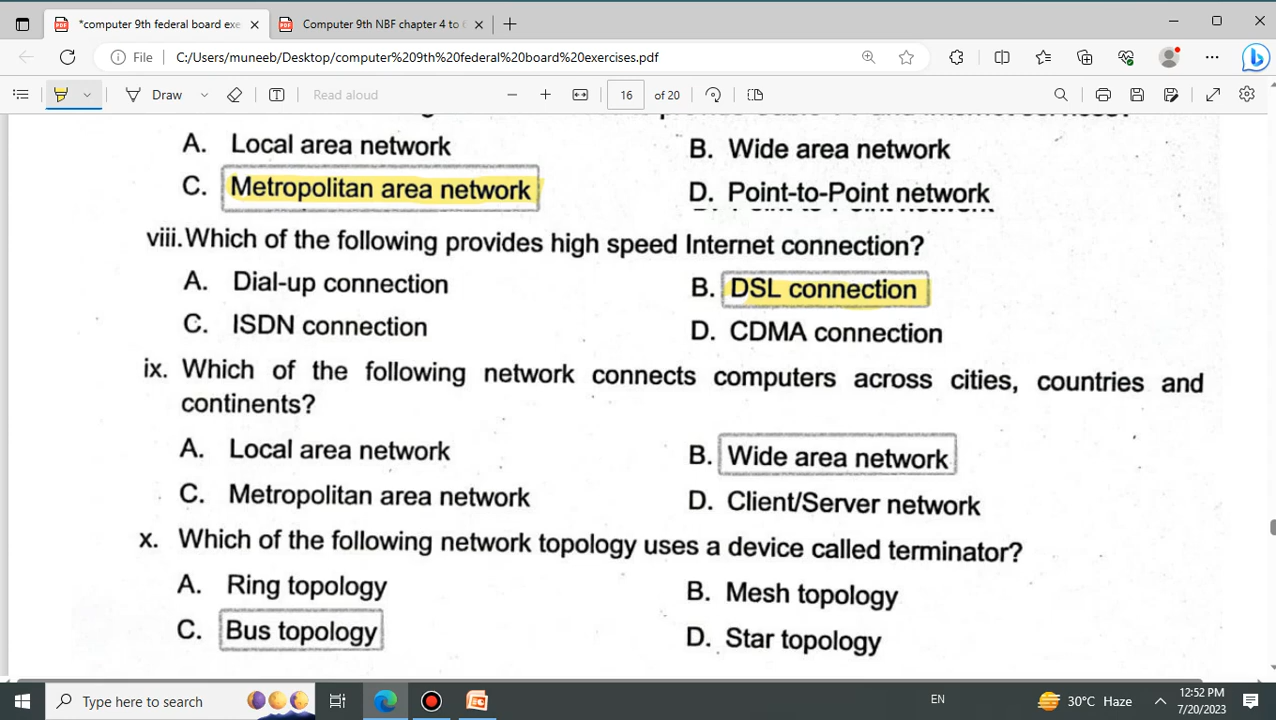 *computer 9th federal board exe
Computer 9th NBF chapter 4 to
File C:/Users/muneeb/Desktop/computer%209th%20federal%20board%20exercises.pdf
Draw Read aloud 16 of 20
A. Local area network B. Wide area network
C. Metropolitan area network D. Point-to-Point network
viii. Which of the following provides high speed Internet connection?
A. Dial-up connection B. DSL connection
C. ISDN connection D. CDMA connection
ix. Which of the following network connects computers across cities, countries and
continents?
A. Local area network B. Wide area network
C. Metropolitan area network D. Client/Server network
x. Which of the following network topology uses a device called terminator?
A. Ring topology B. Mesh topology
C. Bus topology D. Star topology
Type here to search EN 30°C Haze 12:52 PM
7/20/2023